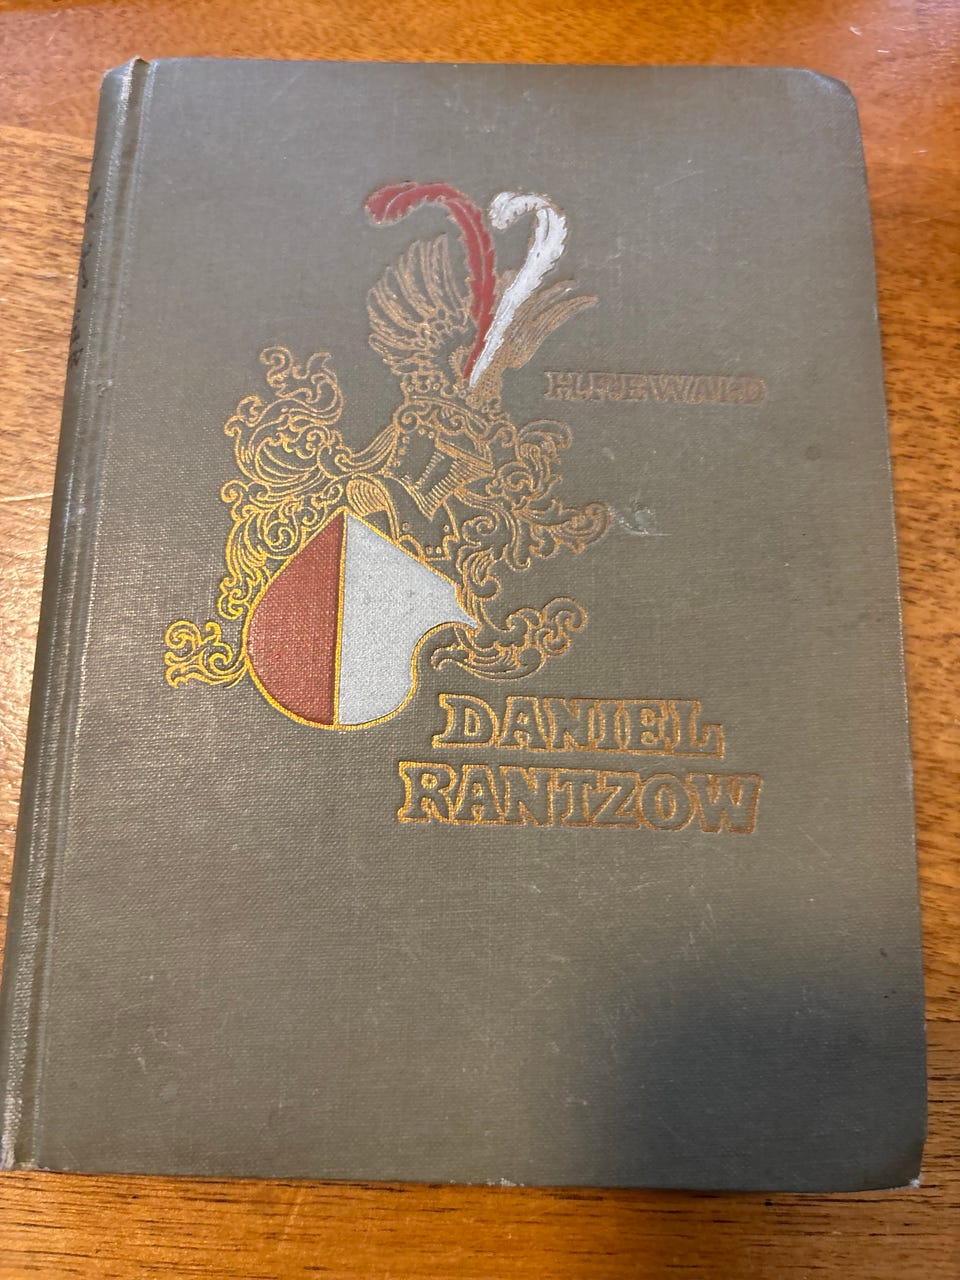 H.F. EWALD
DANIEL
RANTZOW